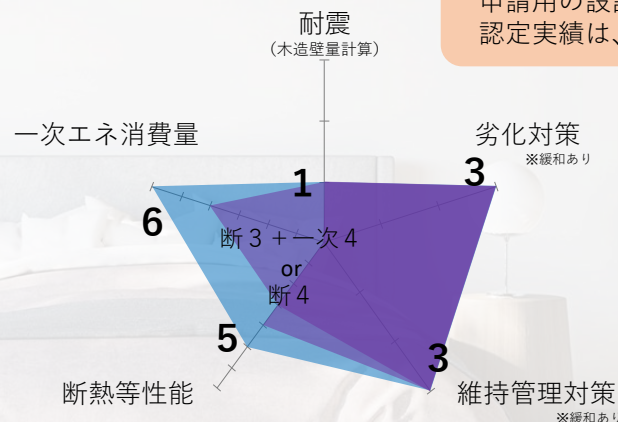 申請用の設
認定実績は、
耐震
（木造壁量計算）
一次エネ消費量
劣化対策
※緩和あり
1
3
6
断3＋一次4
or
断4
5
3
断熱等性能
維持管理対策
※緩和あり